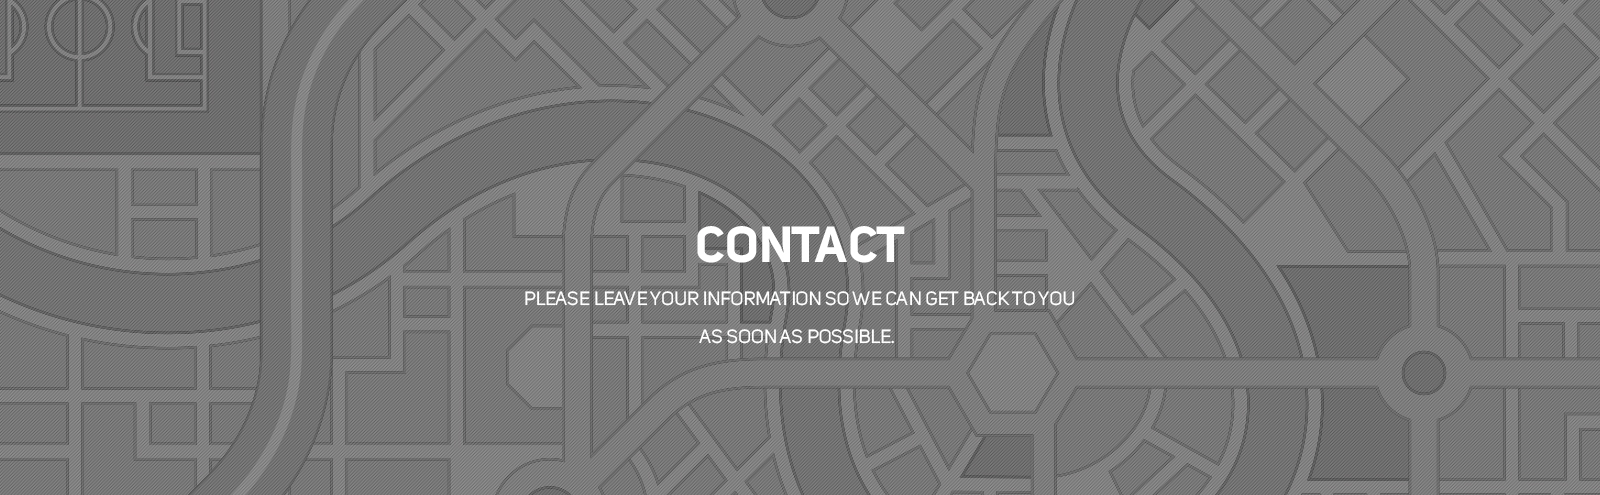 CONTACT
PLEASE LEAVE YOUR INFORMATION SO WE CAN GET BACK TO YOU
AS SOON AS POSSIBLE.